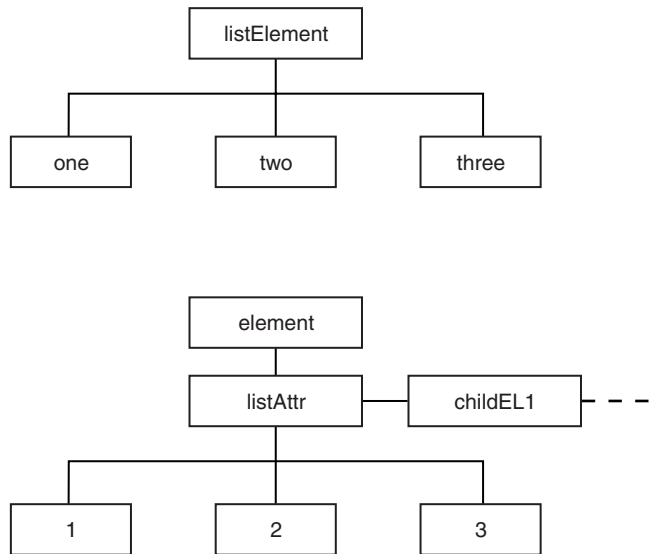 listElement
one two three
element
listAttr childEL1
1 2 3